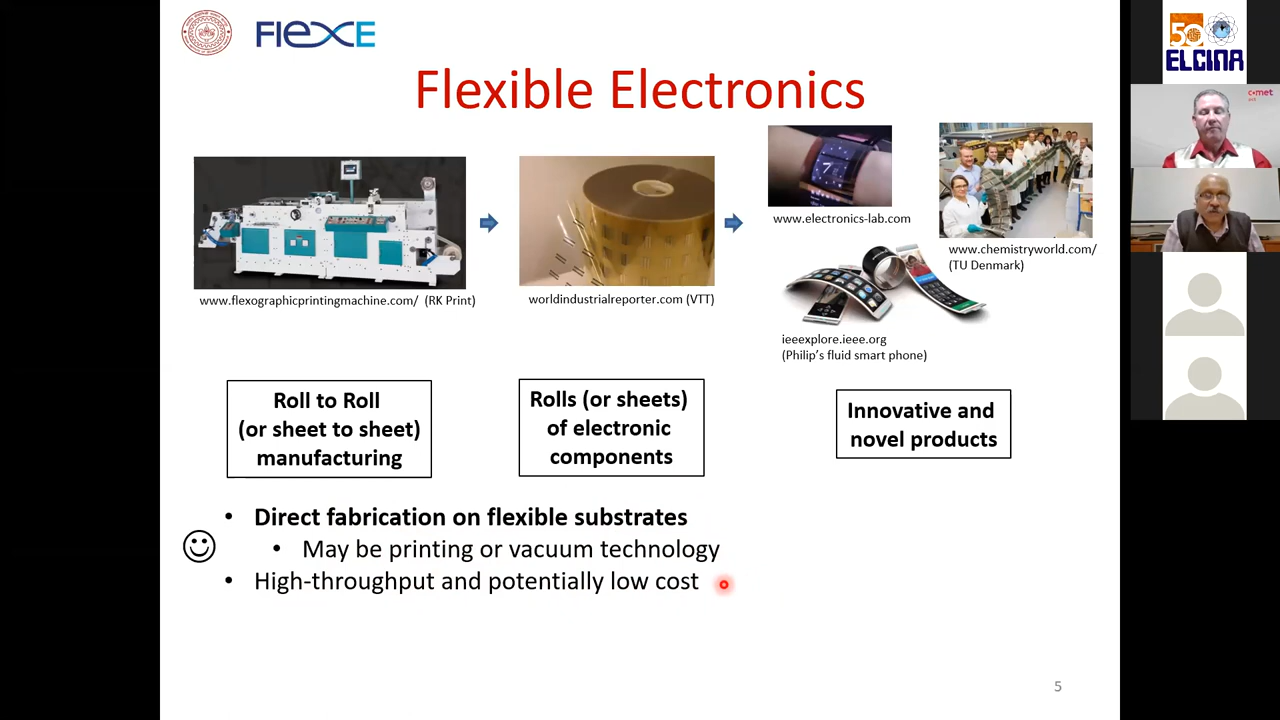 FlexE
Flexible Electronics
www.flexographicprintingmachine.com/ (RK Print)
worldindustrialreporter.com (VTT)
www.electronics-lab.com
www.chemistryworld.com/
(TU Denmark)
ieeexplore.ieee.org
(Philip's fluid smart phone)
Roll to Roll
(or sheet to sheet)
manufacturing
Rolls (or sheets)
of electronic
components
Innovative and
novel products
• Direct fabrication on flexible substrates
• May be printing or vacuum technology
• High-throughput and potentially low cost
5
50
ELCINA
comet